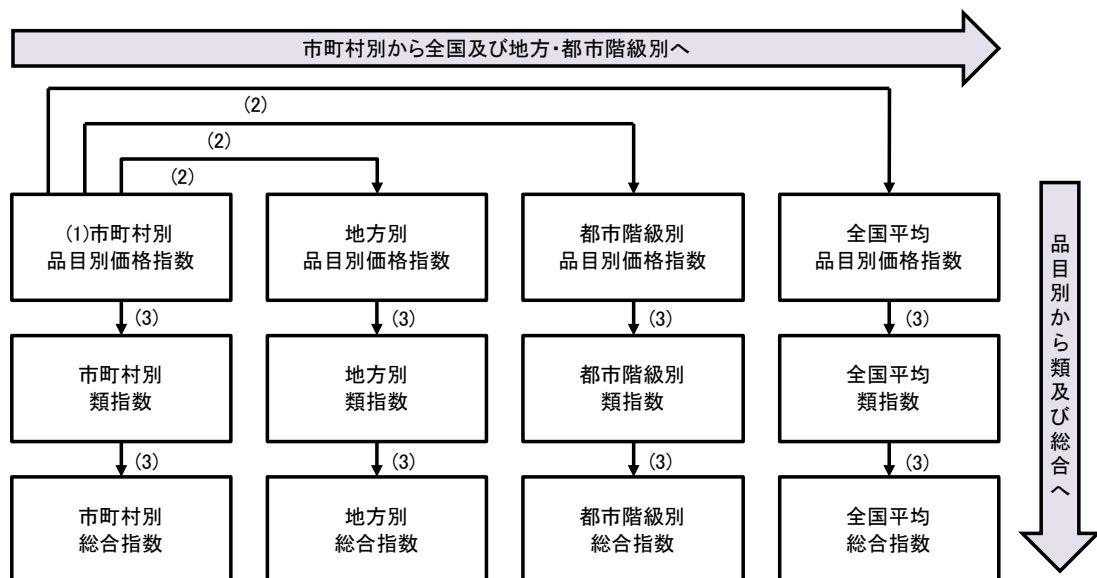 市町村別から全国及び地方・都市階級別へ
(2)
(2)
(2)
(1)市町村別
品目別価格指数
地方別
品目別価格指数
都市階級別
品目別価格指数
全国平均
品目別価格指数
(3)
(3)
(3)
(3)
市町村別
類指数
地方別
類指数
都市階級別
類指数
全国平均
類指数
(3)
(3)
(3)
(3)
市町村別
総合指数
地方別
総合指数
都市階級別
総合指数
全国平均
総合指数
品目別から類及び総合へ